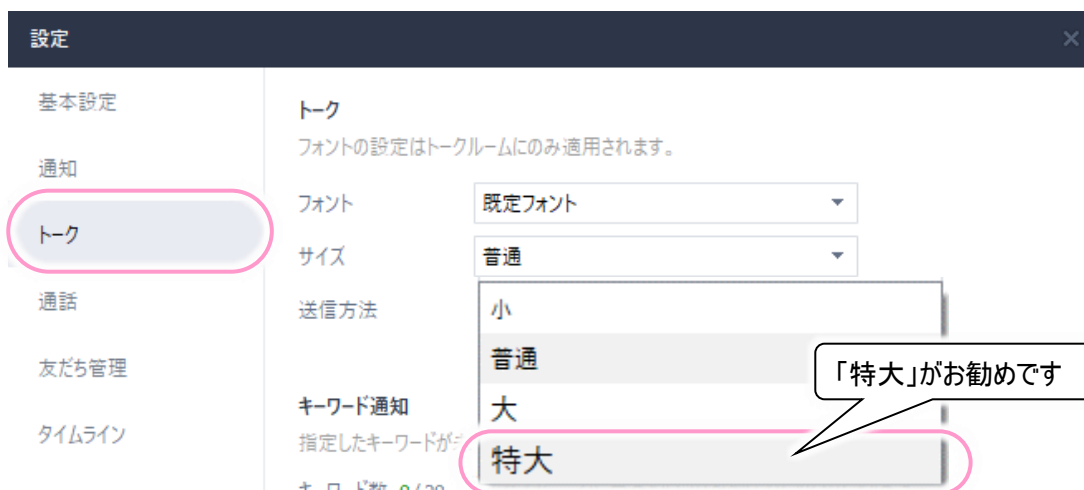 設定
×
基本設定
通知
トーク
通話
友だち管理
タイムライン
トーク
フォントの設定はトークルームにのみ適用されます。
フォント 既定フォント
サイズ 普通
送信方法
小
普通
大
特大
「特大」がお勧めです
キーワード通知
指定したキーワードが